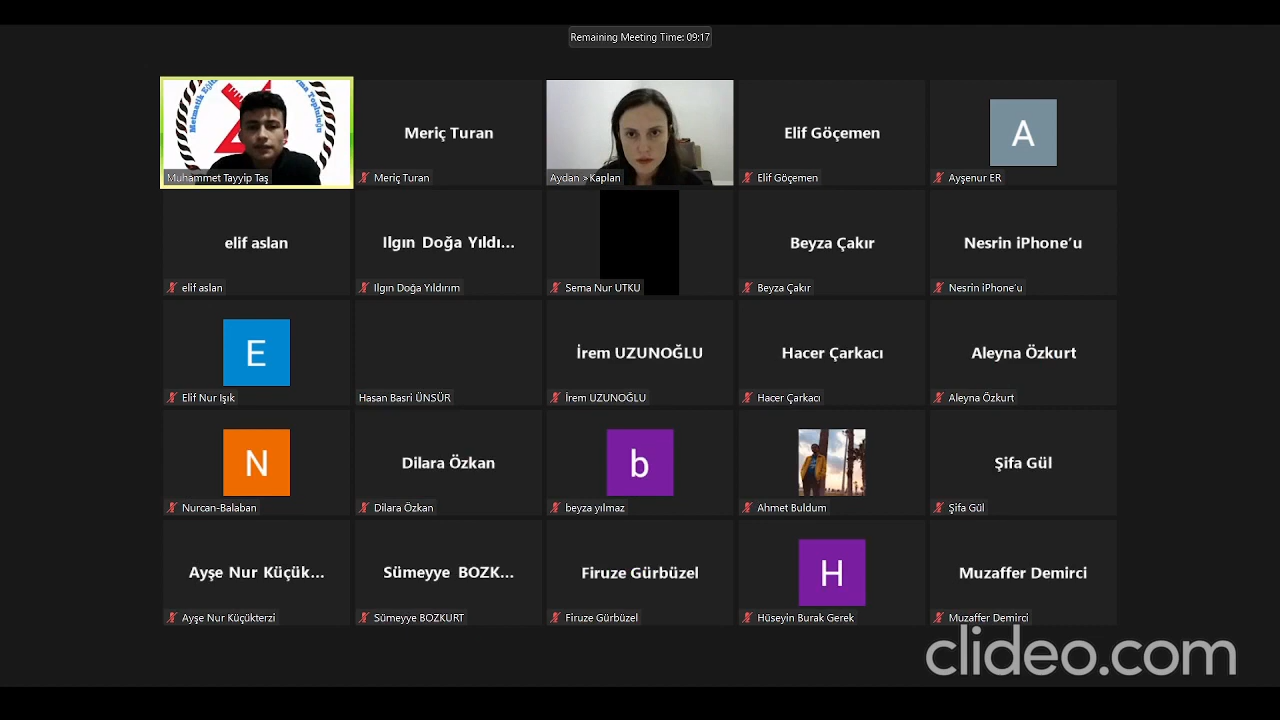 Remaining Meeting Time: 09:17
Muhammet Tayyip Taş
Meriç Turan
Meriç Turan
Aydan >Kaplan
Elif Göçemen
Elif Göçemen
A
Ayşenur ER
elif aslan
elif aslan
Ilgın Doğa Yıldı...
Ilgın Doğa Yıldırım
Sema Nur UTKU
Beyza Çakır
Beyza Çakır
Nesrin iPhone'u
Nesrin iPhone'u
E
Elif Nur Işık
Hasan Basri ÜNSÜR
İrem UZUNOĞLU
İrem UZUNOĞLU
Hacer Çarkacı
Hacer Çarkacı
Aleyna Özkurt
Aleyna Özkurt
N
Nurcan-Balaban
Dilara Özkan
Dilara Özkan
b
beyza yılmaz
Ahmet Buldum
Şifa Gül
Şifa Gül
Ayşe Nur Küçük...
Ayşe Nur Küçükterzi
Sümeyye BOZK...
Sümeyye BOZKURT
Firuze Gürbüzel
Firuze Gürbüzel
H
Hüseyin Burak Gerek
Muzaffer Demirci
Muzaffer Demirci
clideo.com